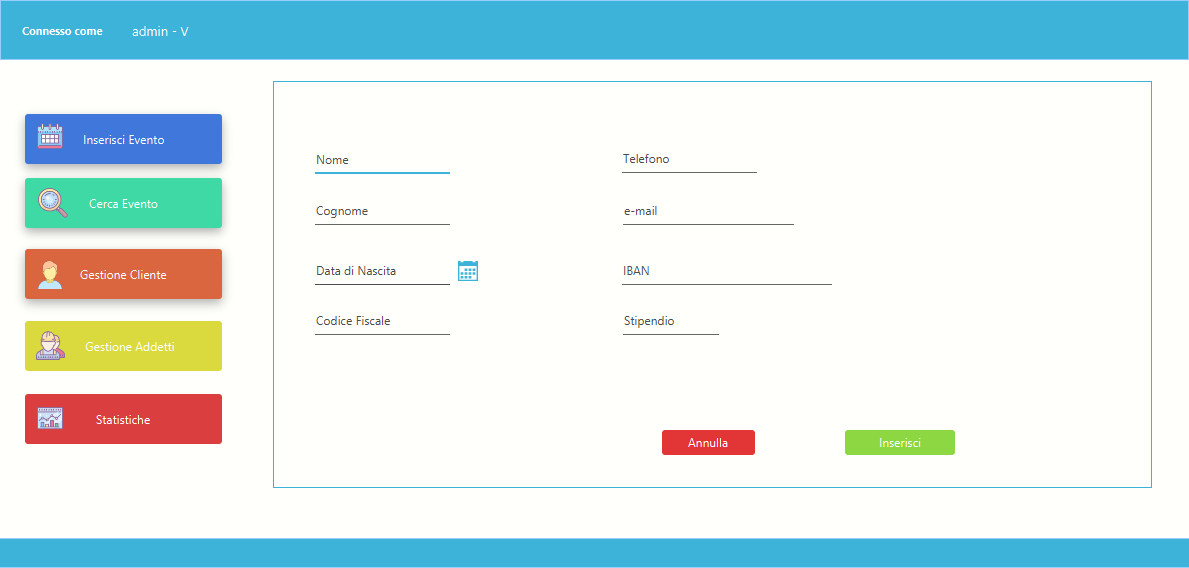 Connesso come admin - V
Inserisci Evento
Cerca Evento
Gestione Cliente
Gestione Addetti
Statistiche
Nome
Telefono
Cognome
e-mail
Data di Nascita
IBAN
Codice Fiscale
Stipendio
Annulla
Inserisci